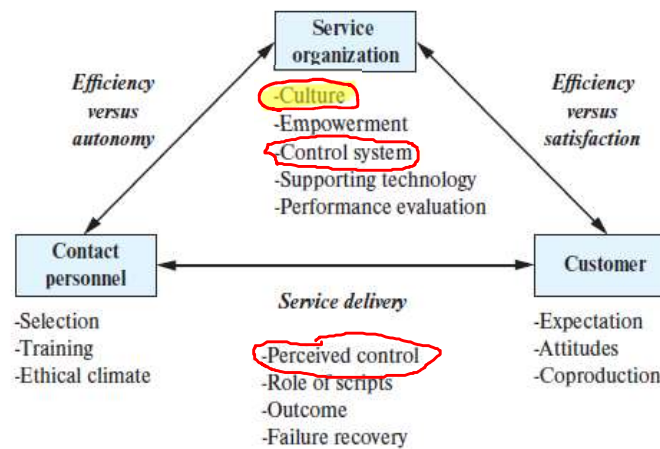 Service
organization
Efficiency
versus
autonomy
Efficiency
versus
satisfaction
-Culture
-Empowerment
-Control system
-Supporting technology
-Performance evaluation
Contact
personnel
Customer
Service delivery
-Selection
-Training
-Ethical climate
-Perceived control
-Role of scripts
-Outcome
-Failure recovery
-Expectation
-Attitudes
-Coproduction